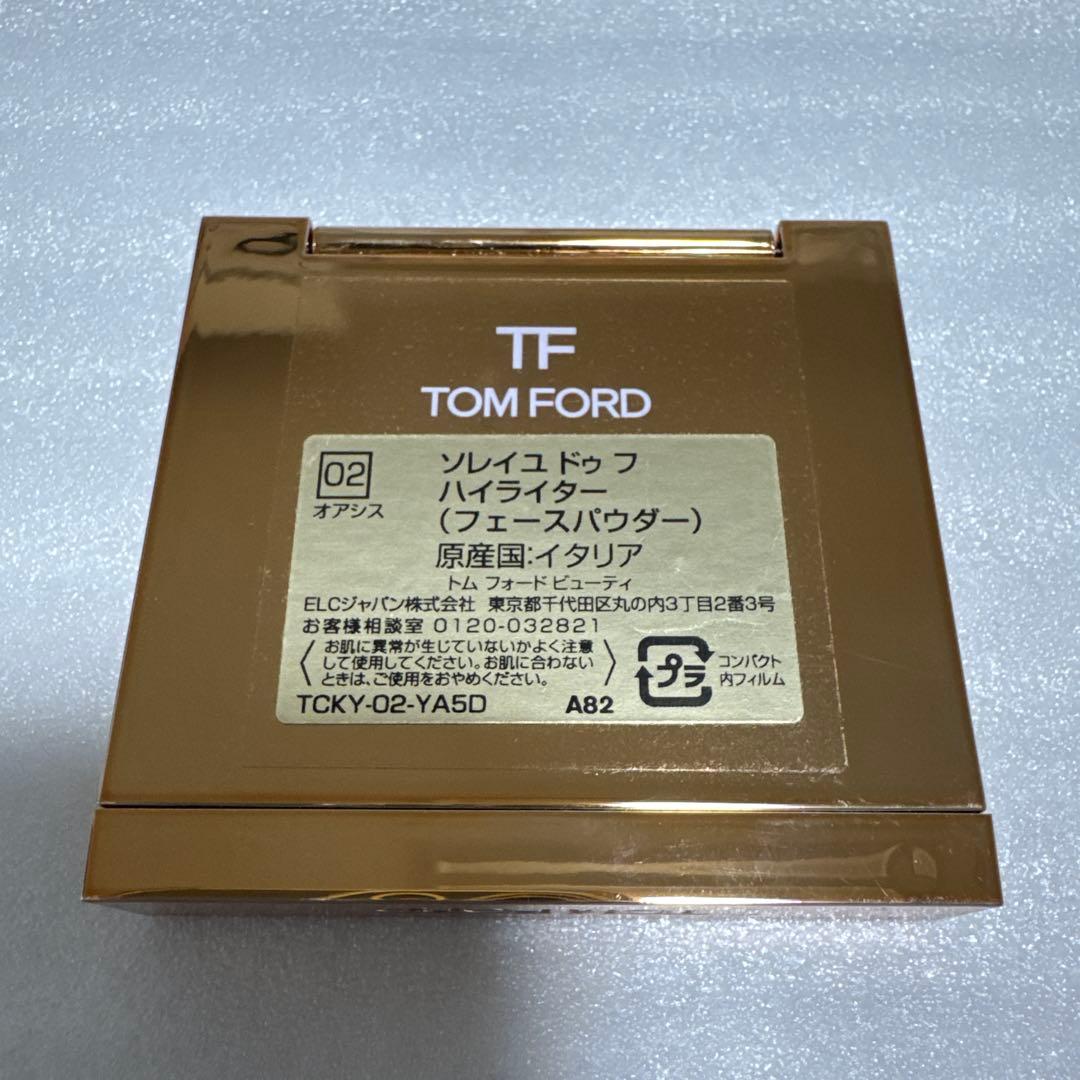 TF
TOM FORD
02
オアシス
ソレイユ ドゥ フ
ハイライター
(フェースパウダー)
原産国:イタリア
トム フォード ビューティ
ELCジャパン株式会社 東京都千代田区丸の内3丁目2番3号
お客様相談室 0120-032821
お肌に異常が生じていないかよく注意
して使用してください。お肌に合わない
ときは、ご使用をおやめください。
プラ
コンパクト
内フィルム
TCKY-02-YA5D A82